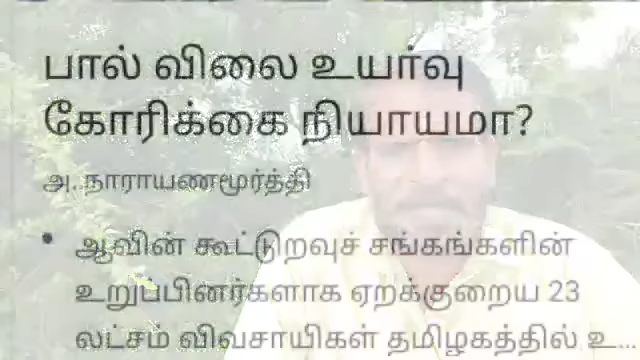 பால் விலை உயர்வு
கோரிக்கை நியாயமா?
அ. நாராயணமூர்த்தி
• ஆவின் கூட்டுறவுச் சங்கங்களின்
உறுப்பினர்களாக ஏறக்குறைய 23
லட்சம் விவசாயிகள் தமிழகத்தில் உ...